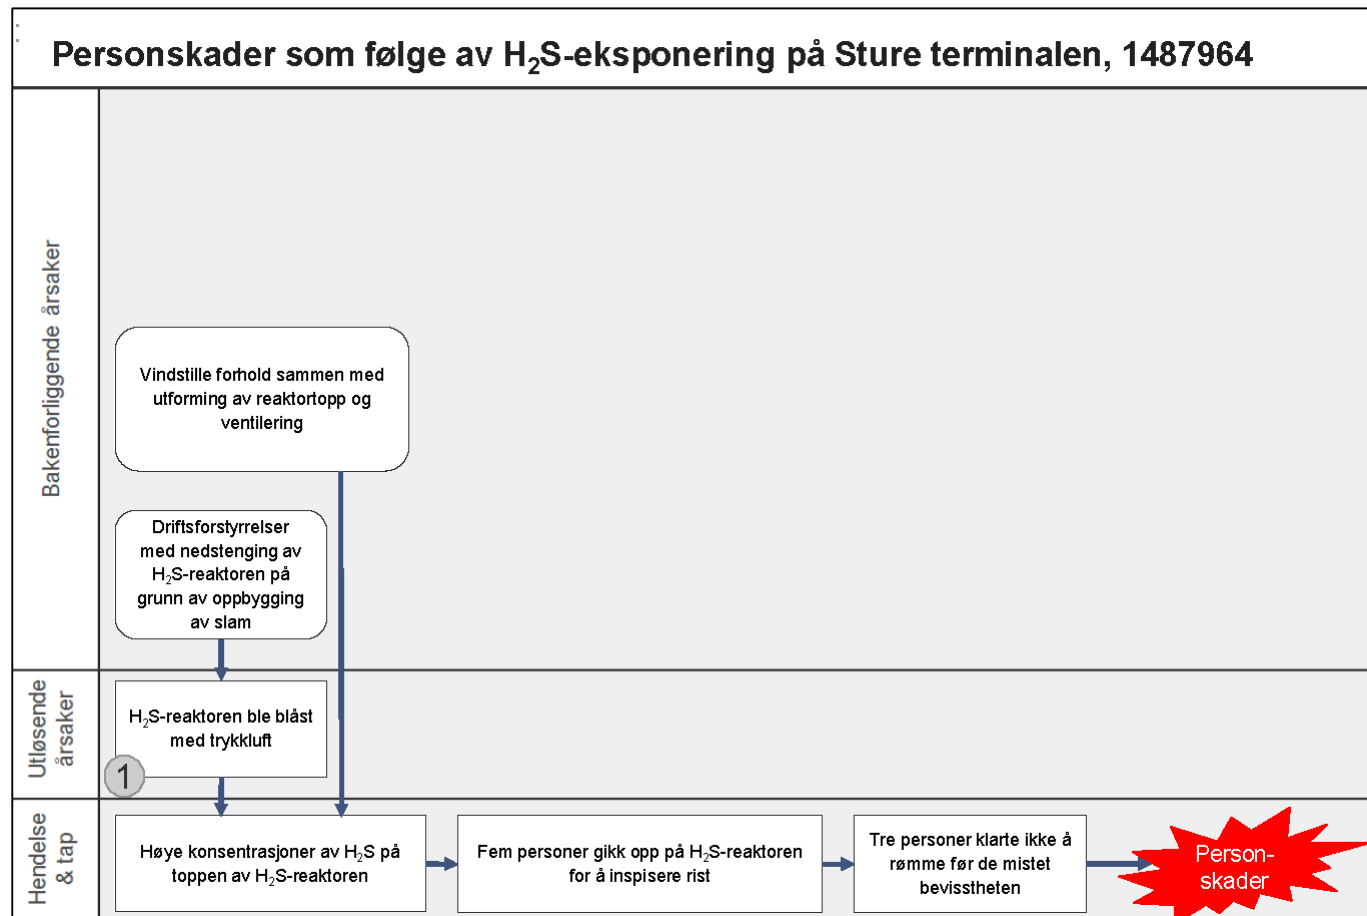 Personskader som følge av H₂S-eksponering på Sture terminalen, 1487964
Bakenforliggende årsaker
Vindstille forhold sammen med
utforming av reaktortopp og
ventilering
Driftsforstyrrelser
med nedstenging av
H₂S-reaktoren på
grunn av oppbygging
av slam
Utløsende
årsaker
H₂S-reaktoren ble blåst
med trykkluft
1
Hendelse
& tap
Høye konsentrasjoner av H₂S på
toppen av H₂S-reaktoren
Fem personer gikk opp på H₂S-reaktoren
for å inspisere rist
Tre personer klarte ikke å
rømme før de mistet
bevisstheten
Person-
skader